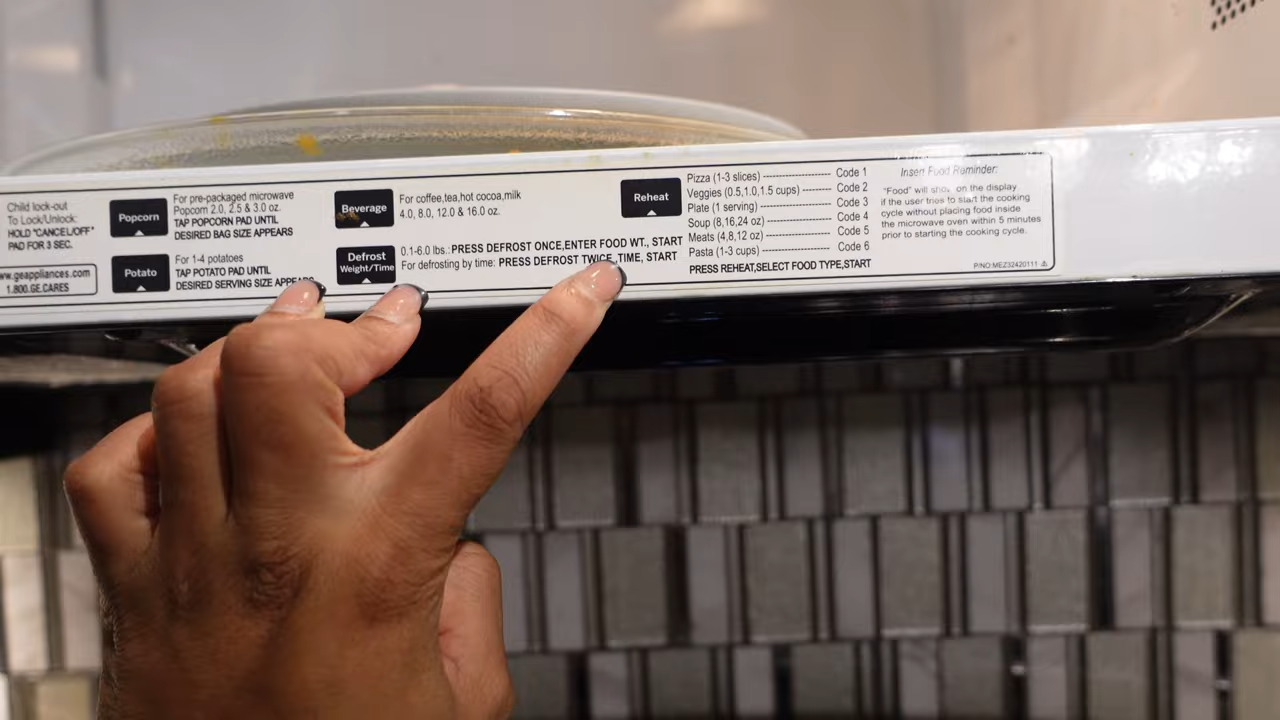 Child lock-out
To Lock/Unlock:
HOLD "CANCEL/OFF"
PAD FOR 3 SEC.
ww.geappliances.com
1.800.GE.CARES
Popcorn
For pre-packaged microwave
Popcorn 2.0, 2.5 & 3.0 oz.
TAP POPCORN PAD UNTIL
DESIRED BAG SIZE APPEARS
Potato
For 1-4 potatoes
TAP POTATO PAD UNTIL
DESIRED SERVING SIZE APPEARS
Beverage
For coffee,tea,hot cocoa,milk
4.0, 8.0, 12.0 & 16.0 oz.
Defrost
Weight/Time
0.1-6.0 lbs.: PRESS DEFROST ONCE,ENTER FOOD WT., START
For defrosting by time: PRESS DEFROST TWICE,TIME, START
Reheat
Pizza (1-3 slices) ---------------- Code 1
Veggies (0.5,1.0,1.5 cups) -------- Code 2
Plate (1 serving) ----------------- Code 3
Soup (8,16,24 oz) ----------------- Code 4
Meats (4,8,12 oz) ----------------- Code 5
Pasta (1-3 cups) ------------------ Code 6
PRESS REHEAT,SELECT FOOD TYPE,START
Insert Food Reminder:
"Food" will show on the display
if the user tries to start the cooking
cycle without placing food inside
the microwave oven within 5 minutes
prior to starting the cooking cycle.
P/NO:MEZ32420111